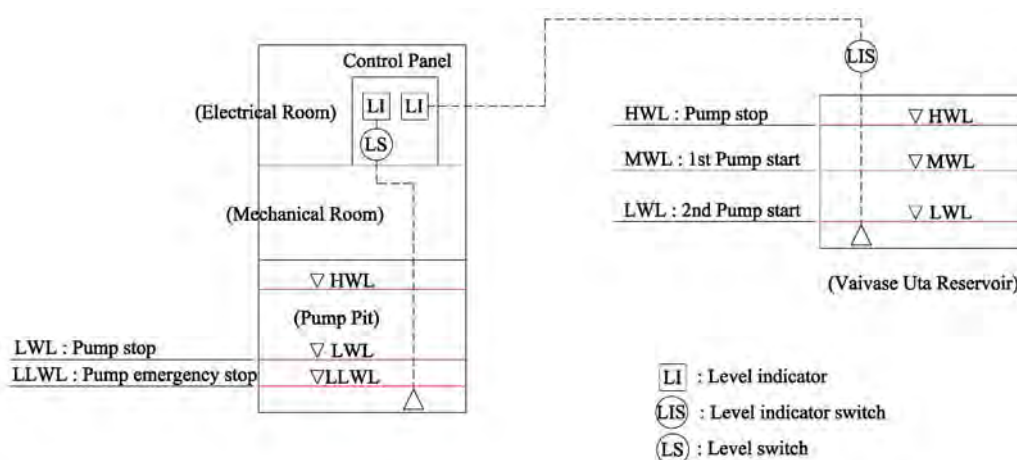 Control Panel
(Electrical Room)
LI
LI
LS
(Mechanical Room)
▽ HWL
(Pump Pit)
LWL : Pump stop
▽ LWL
LLWL : Pump emergency stop
▽LLWL
LIS
HWL : Pump stop
▽ HWL
MWL : 1st Pump start
▽ MWL
LWL : 2nd Pump start
▽ LWL
(Vaivase Uta Reservoir)
LI : Level indicator
LIS : Level indicator switch
LS : Level switch